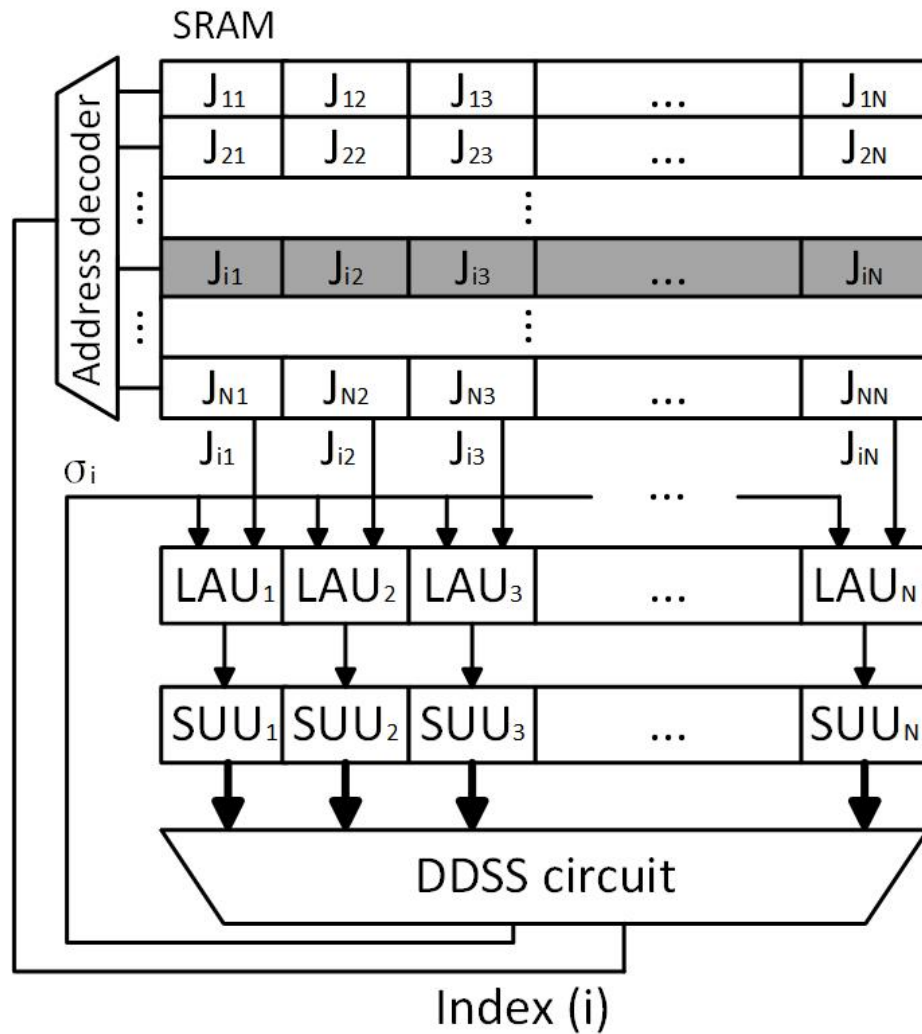 SRAM
Address decoder
J11 J12 J13 ... J1N
J21 J22 J23 ... J2N
⋮ ⋮
Ji1 Ji2 Ji3 ... JiN
⋮ ⋮
JN1 JN2 JN3 ... JNN
Ji1 Ji2 Ji3 JiN
σi ...
LAU1 LAU2 LAU3 ... LAUN
SUU1 SUU2 SUU3 ... SUUN
DDSS circuit
Index (i)